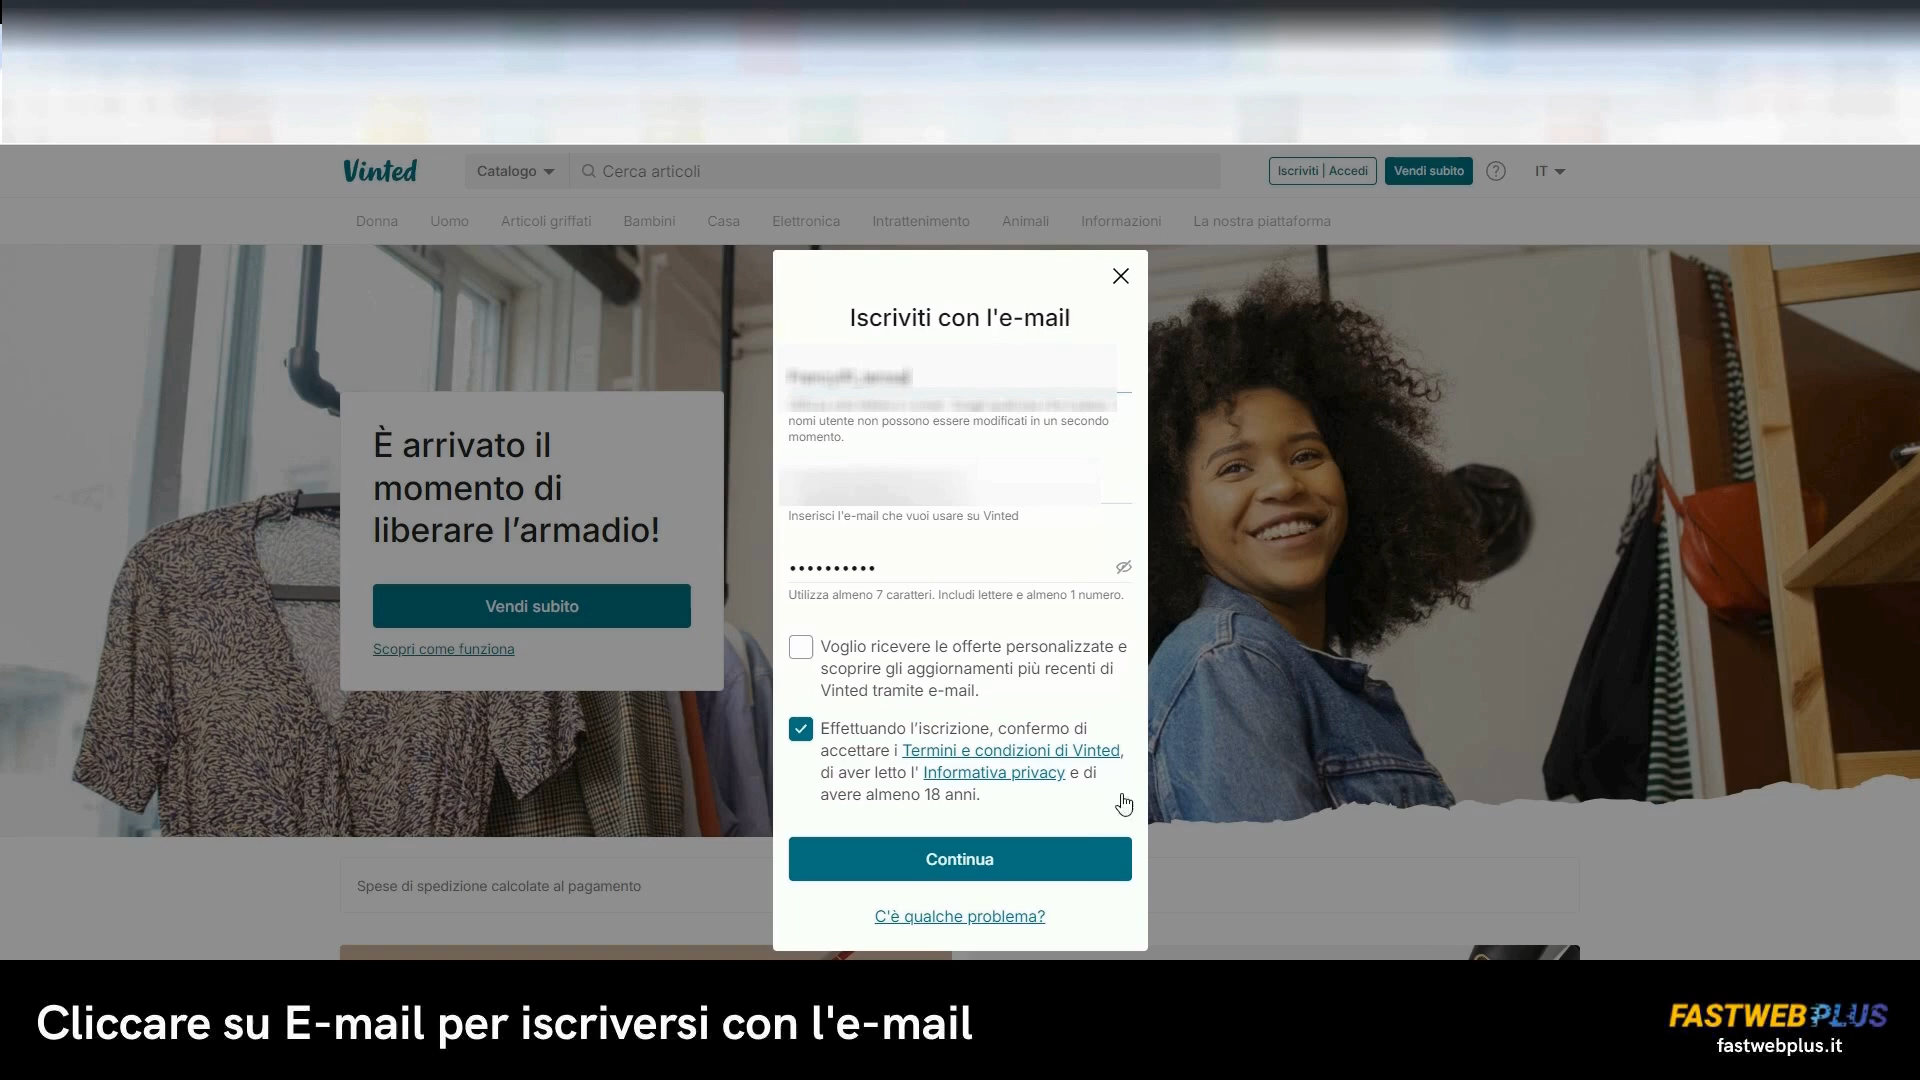 Vinted
Catalogo
Cerca articoli
Iscriviti | Accedi
Vendi subito
?
IT
Donna
Uomo
Articoli griffati
Bambini
Casa
Elettronica
Intrattenimento
Animali
Informazioni
La nostra piattaforma
È arrivato il
momento di
liberare l’armadio!
Vendi subito
Scopri come funziona
Iscriviti con l'e-mail
nomi utente non possono essere modificati in un secondo
momento.
Inserisci l'e-mail che vuoi usare su Vinted
••••••••••
Utilizza almeno 7 caratteri. Includi lettere e almeno 1 numero.
Voglio ricevere le offerte personalizzate e
scoprire gli aggiornamenti più recenti di
Vinted tramite e-mail.
Effettuando l’iscrizione, confermo di
accettare i Termini e condizioni di Vinted,
di aver letto l' Informativa privacy e di
avere almeno 18 anni.
Continua
C'è qualche problema?
Spese di spedizione calcolate al pagamento
Cliccare su E-mail per iscriversi con l'e-mail
FASTWEB PLUS
fastwebplus.it